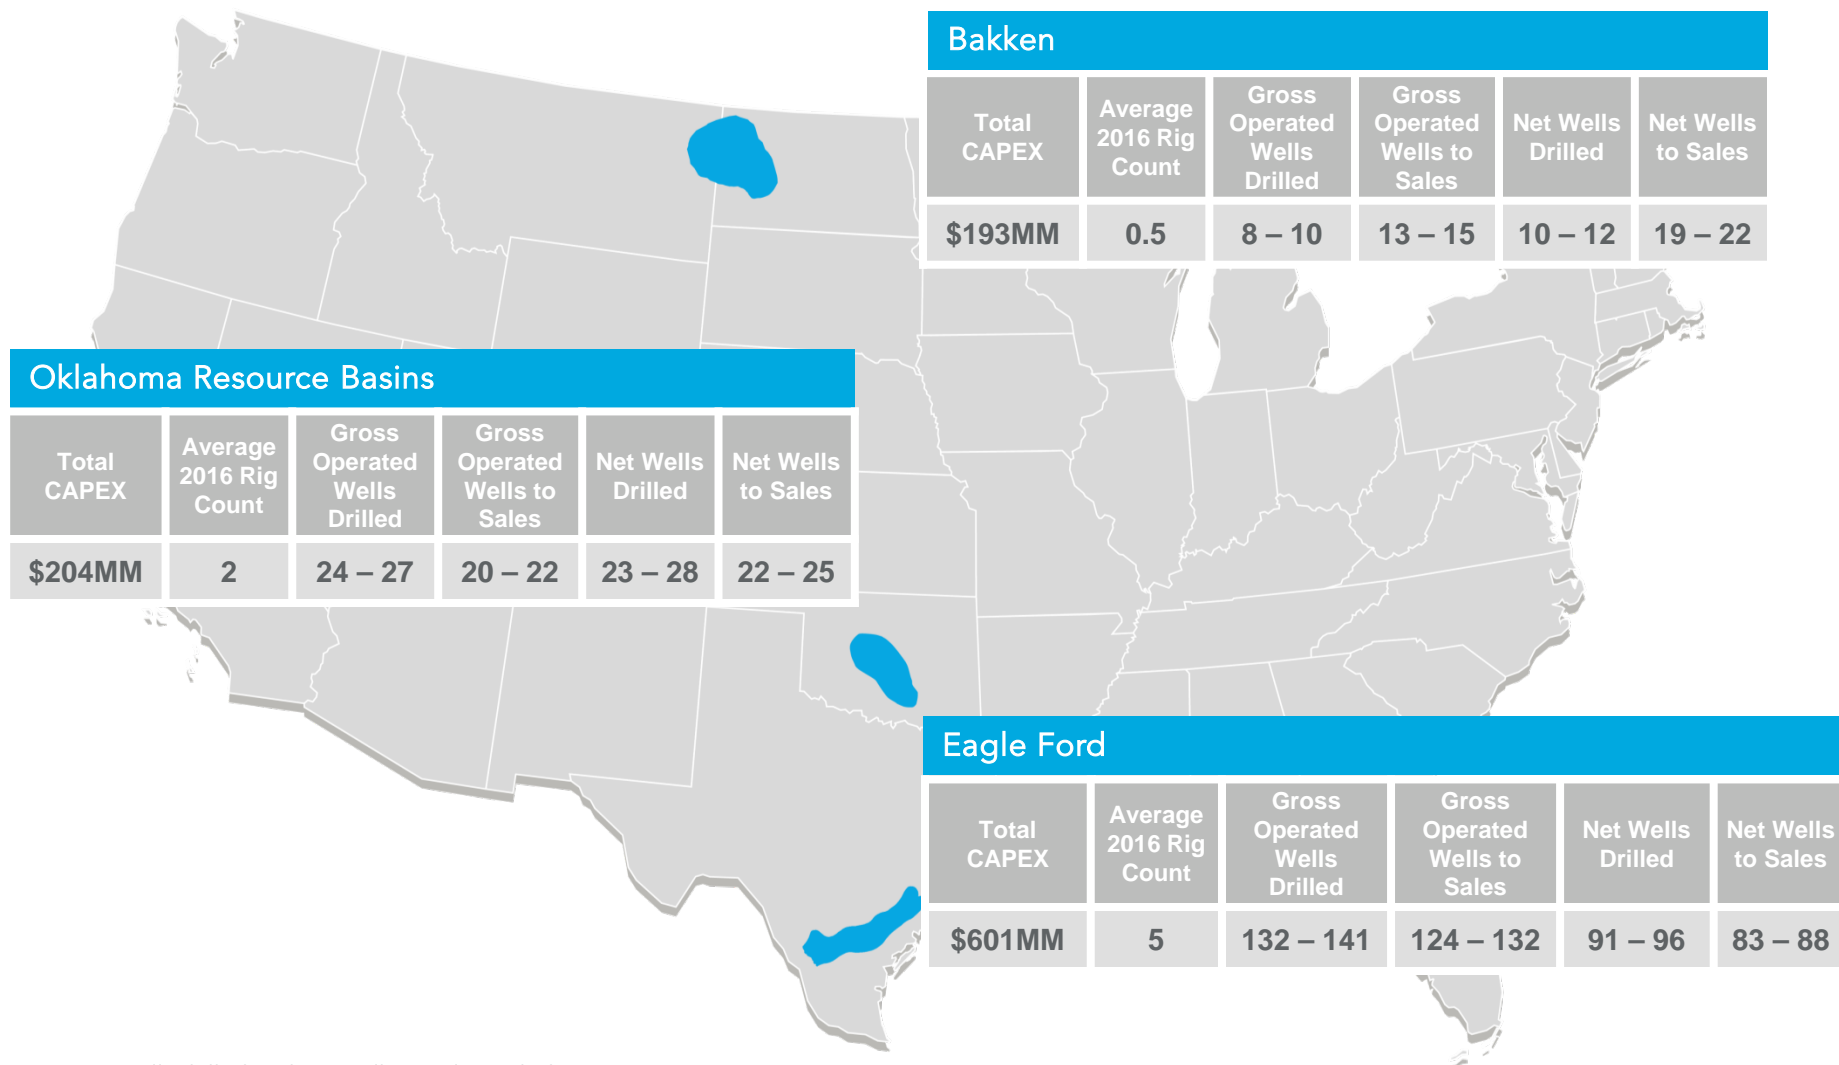 Bakken
Total CAPEX
Average 2016 Rig Count
Gross Operated Wells Drilled
Gross Operated Wells to Sales
Net Wells Drilled
Net Wells to Sales
$193MM
0.5
8 – 10
13 – 15
10 – 12
19 – 22
Oklahoma Resource Basins
Total CAPEX
Average 2016 Rig Count
Gross Operated Wells Drilled
Gross Operated Wells to Sales
Net Wells Drilled
Net Wells to Sales
$204MM
2
24 – 27
20 – 22
23 – 28
22 – 25
Eagle Ford
Total CAPEX
Average 2016 Rig Count
Gross Operated Wells Drilled
Gross Operated Wells to Sales
Net Wells Drilled
Net Wells to Sales
$601MM
5
132 – 141
124 – 132
91 – 96
83 – 88